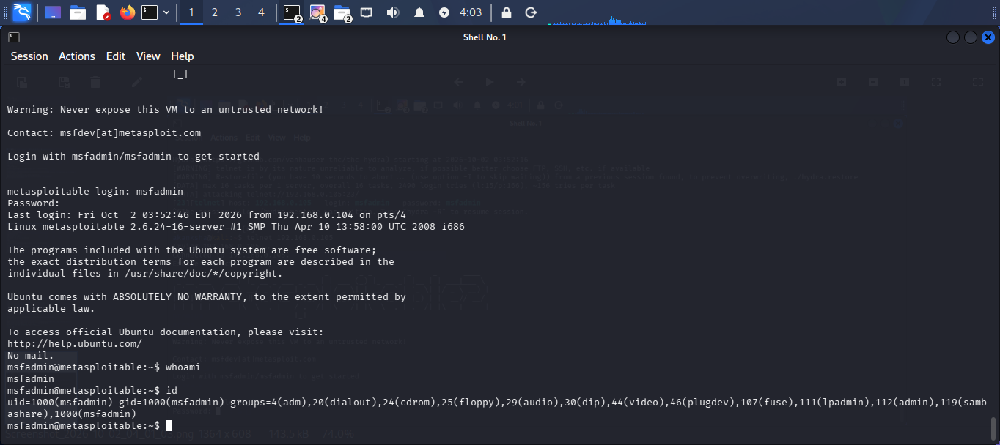 1 2 3 4 2 4 2 4:03
Shell No. 1
Session Actions Edit View Help
|_|
Warning: Never expose this VM to an untrusted network!
Contact: msfdev[at]metasploit.com
Login with msfadmin/msfadmin to get started
metasploitable login: msfadmin
Password:
Last login: Fri Oct  2 03:52:46 EDT 2026 from 192.168.0.104 on pts/4
Linux metasploitable 2.6.24-16-server #1 SMP Thu Apr 10 13:58:00 UTC 2008 i686
The programs included with the Ubuntu system are free software;
the exact distribution terms for each program are described in the
individual files in /usr/share/doc/*/copyright.
Ubuntu comes with ABSOLUTELY NO WARRANTY, to the extent permitted by
applicable law.
To access official Ubuntu documentation, please visit:
http://help.ubuntu.com/
No mail.
msfadmin@metasploitable:~$ whoami
msfadmin
msfadmin@metasploitable:~$ id
uid=1000(msfadmin) gid=1000(msfadmin) groups=4(adm),20(dialout),24(cdrom),25(floppy),29(audio),30(dip),44(video),46(plugdev),107(fuse),111(lpadmin),112(admin),119(samb
ashare),1000(msfadmin)
msfadmin@metasploitable:~$